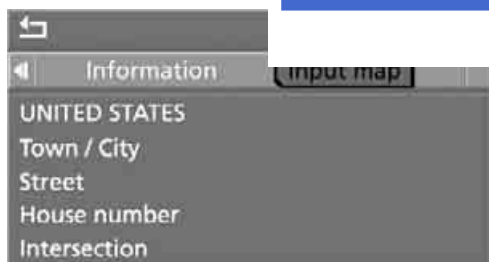 Information Input map
UNITED STATES
Town / City
Street
House number
Intersection